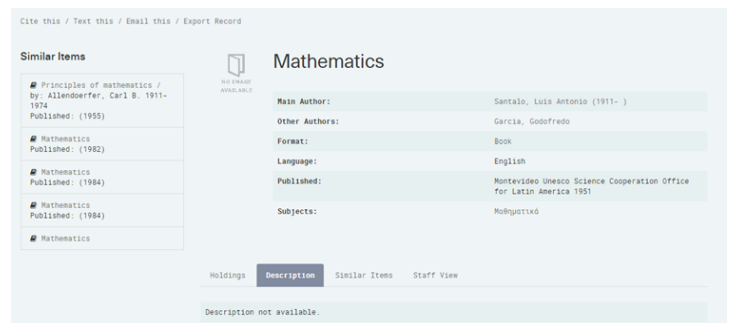 Cite this / Text this / Email this / Export Record
Similar Items
Principles of mathematics /
by: Allendoerfer, Carl B. 1911-
1974
Published: (1955)
Mathematics
Published: (1982)
Mathematics
Published: (1984)
Mathematics
Published: (1984)
Mathematics
NO IMAGE
AVAILABLE
Mathematics
Main Author: Santalo, Luis Antonio (1911- )
Other Authors: Garcia, Godofredo
Format: Book
Language: English
Published: Montevideo Unesco Science Cooperation Office
for Latin America 1951
Subjects: Μαθηματικά
Holdings Description Similar Items Staff View
Description not available.